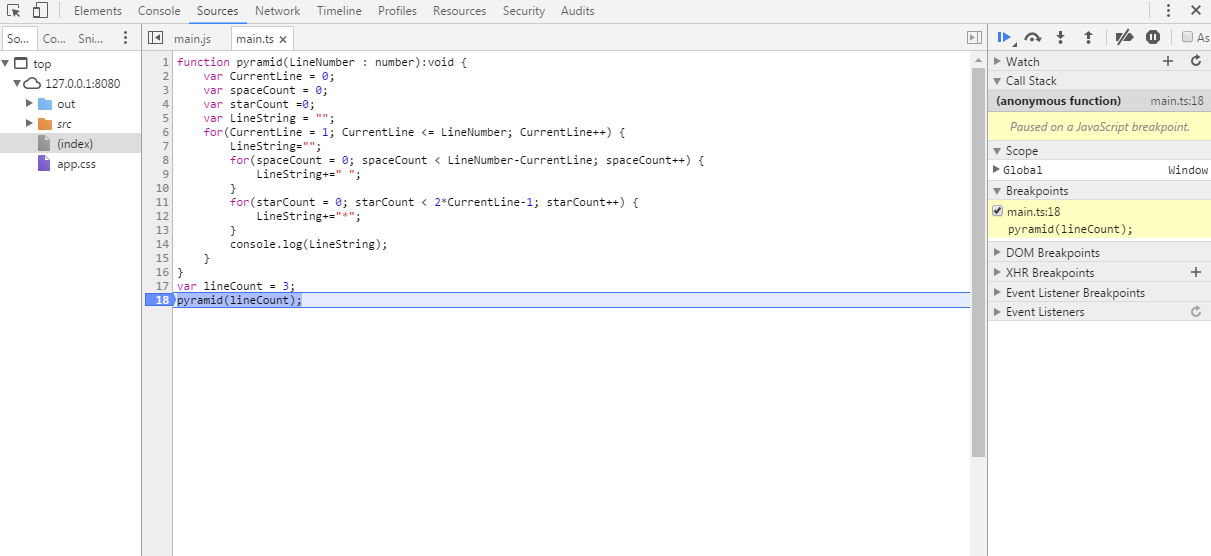 Elements Console Sources Network Timeline Profiles Resources Security Audits
So... Co... Sni...
top
127.0.0.1:8080
out
src
(index)
app.css
main.js main.ts
1 function pyramid(LineNumber : number):void {
2 var CurrentLine = 0;
3 var spaceCount = 0;
4 var starCount =0;
5 var LineString = "";
6 for(CurrentLine = 1; CurrentLine <= LineNumber; CurrentLine++) {
7 LineString="";
8 for(spaceCount = 0; spaceCount < LineNumber-CurrentLine; spaceCount++) {
9 LineString+=" ";
10 }
11 for(starCount = 0; starCount < 2*CurrentLine-1; starCount++) {
12 LineString+="*";
13 }
14 console.log(LineString);
15 }
16 }
17 var lineCount = 3;
18 pyramid(lineCount);
As
Watch
Call Stack
(anonymous function) main.ts:18
Paused on a JavaScript breakpoint.
Scope
Global Window
Breakpoints
main.ts:18
pyramid(lineCount);
DOM Breakpoints
XHR Breakpoints
Event Listener Breakpoints
Event Listeners